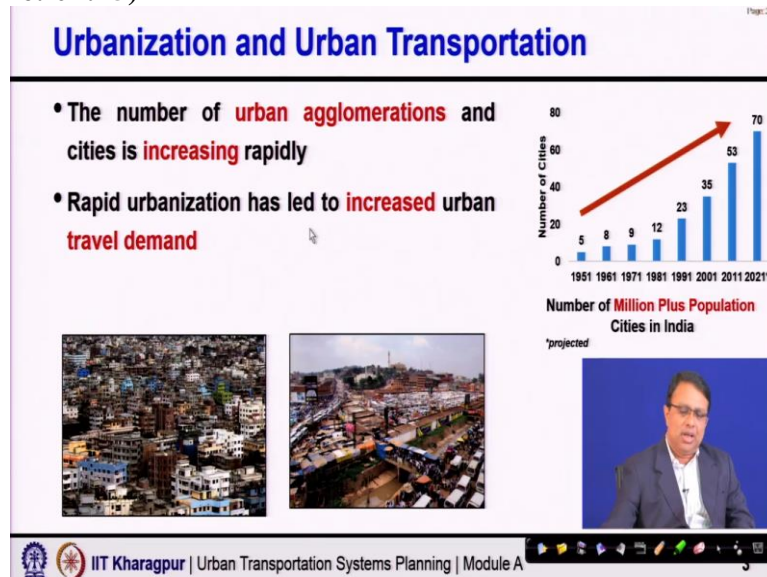 Page: 2
Urbanization and Urban Transportation
• The number of urban agglomerations and
cities is increasing rapidly
• Rapid urbanization has led to increased urban
travel demand
Number of Cities
80
60
40
20
0
5
8
9
12
23
35
53
70
1951 1961 1971 1981 1991 2001 2011 2021*
Number of Million Plus Population
Cities in India
*projected
IIT Kharagpur | Urban Transportation Systems Planning | Module A
3